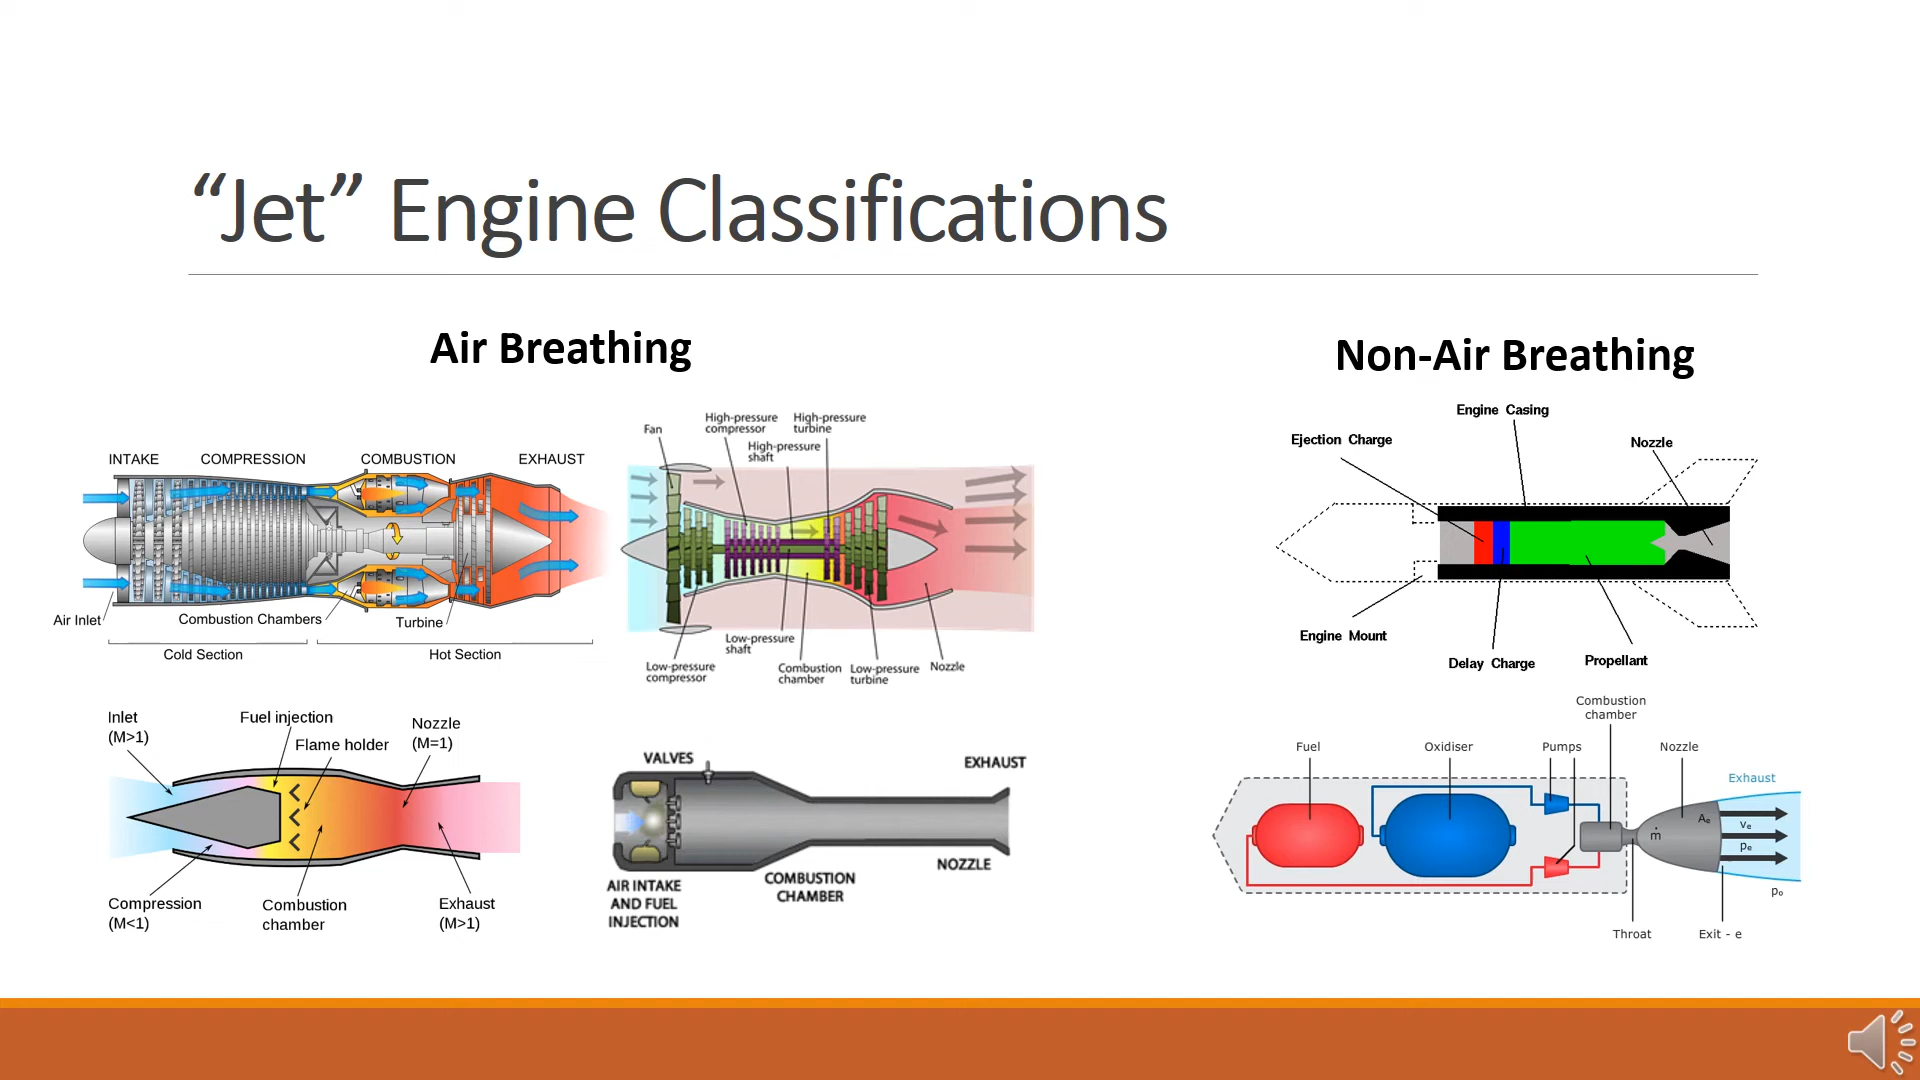 “Jet” Engine Classifications
Air Breathing
Non-Air Breathing
INTAKE COMPRESSION COMBUSTION EXHAUST
Air Inlet
Combustion Chambers
Turbine
Cold Section
Hot Section
Fan
High-pressure
compressor
High-pressure
turbine
High-pressure
shaft
Low-pressure
shaft
Low-pressure
compressor
Combustion
chamber
Low-pressure
turbine
Nozzle
Inlet
(M>1)
Fuel injection
Flame holder
Nozzle
(M=1)
Compression
(M<1)
Combustion
chamber
Exhaust
(M>1)
VALVES
EXHAUST
AIR INTAKE
AND FUEL
INJECTION
COMBUSTION
CHAMBER
NOZZLE
Engine Casing
Ejection Charge
Nozzle
Engine Mount
Delay Charge
Propellant
Combustion
chamber
Fuel
Oxidiser
Pumps
Nozzle
Exhaust
ṁ
Ae
ve
pe
po
Throat
Exit - e